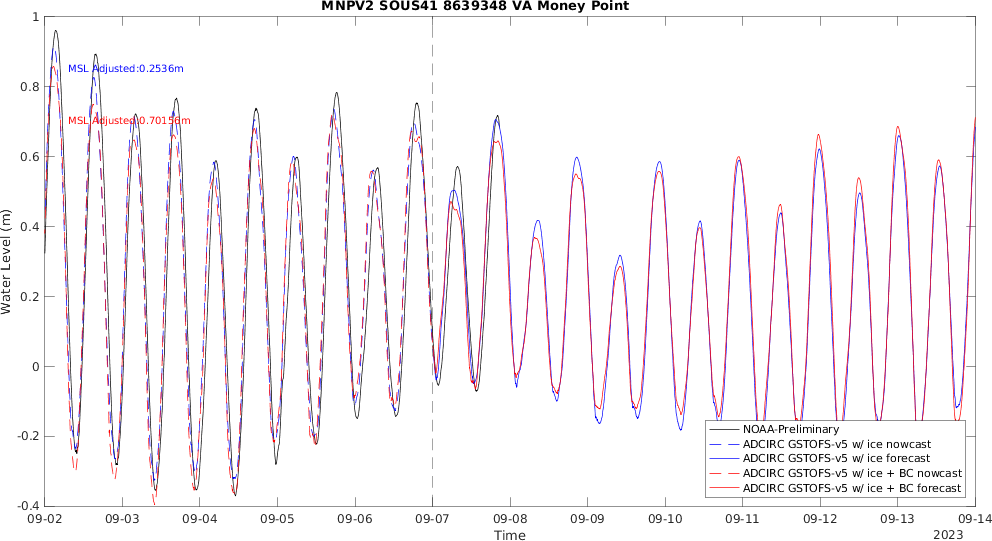 MNPV2 SOUS41 8639348 VA Money Point
1
0.8
0.6
0.4
0.2
0
-0.2
-0.4
Water Level (m)
MSL Adjusted:0.2536m
MSL Adjusted:0.70156m
NOAA-Preliminary
ADCIRC GSTOFS-v5 w/ ice nowcast
ADCIRC GSTOFS-v5 w/ ice forecast
ADCIRC GSTOFS-v5 w/ ice + BC nowcast
ADCIRC GSTOFS-v5 w/ ice + BC forecast
09-02 09-03 09-04 09-05 09-06 09-07 09-08 09-09 09-10 09-11 09-12 09-13 09-14
Time
2023